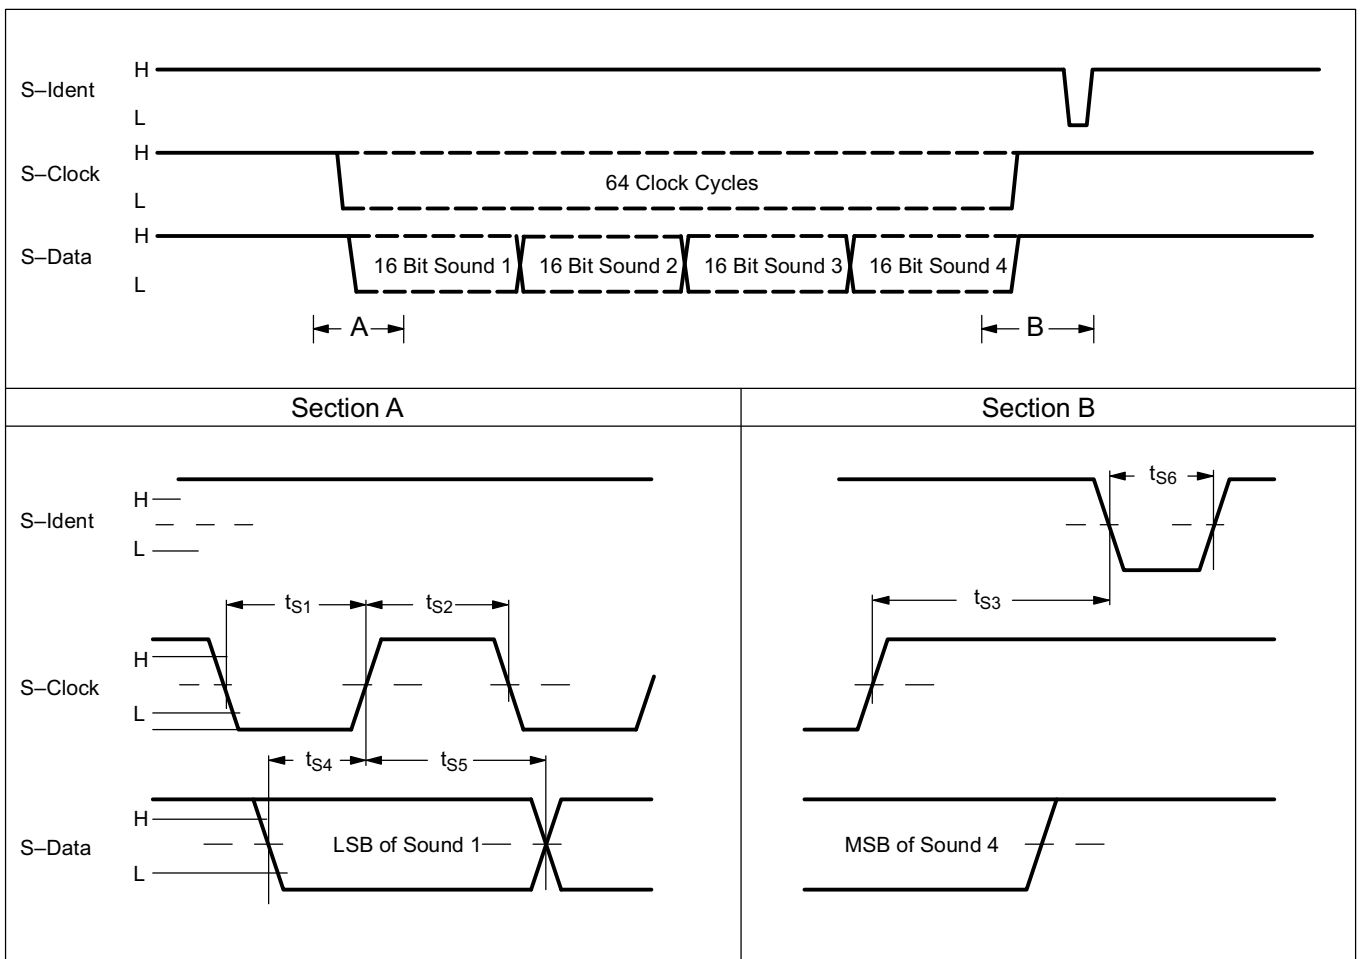 S–Ident
H
L
S–Clock
H
L
64 Clock Cycles
S–Data
H
L
16 Bit Sound 1
16 Bit Sound 2
16 Bit Sound 3
16 Bit Sound 4
A
B
Section A
Section B
S–Ident
H
L
tS1
tS2
S–Clock
H
L
tS4
tS5
S–Data
H
L
LSB of Sound 1
tS6
tS3
MSB of Sound 4